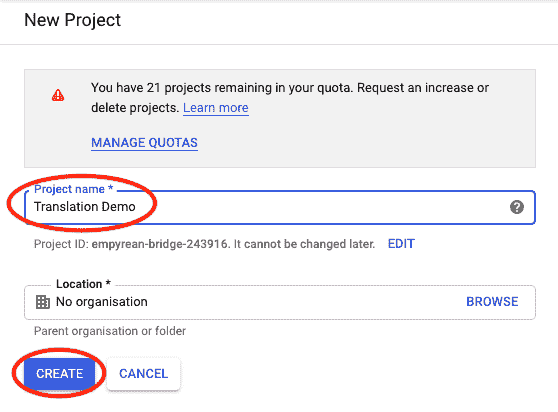 New Project
You have 21 projects remaining in your quota. Request an increase or
delete projects. Learn more
MANAGE QUOTAS
Project name *
Translation Demo
Project ID: empyrean-bridge-243916. It cannot be changed later. EDIT
Location *
No organisation BROWSE
Parent organisation or folder
CREATE CANCEL